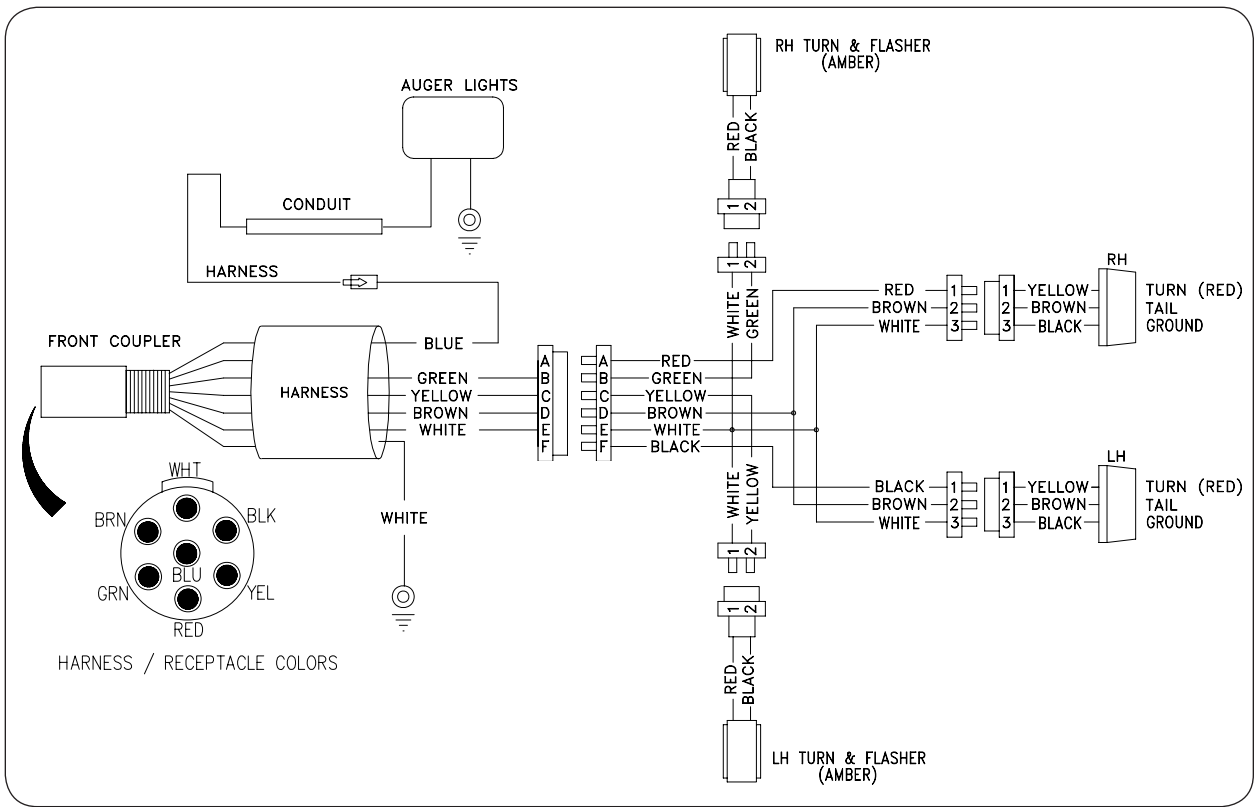 RH TURN & FLASHER
(AMBER)
AUGER LIGHTS
RED
BLACK
1
2
CONDUIT
1
2
HARNESS
WHITE
GREEN
RH
RED 1 1 YELLOW TURN (RED)
BROWN 2 2 BROWN TAIL
WHITE 3 3 BLACK GROUND
FRONT COUPLER
BLUE
HARNESS
A A RED
GREEN B B GREEN
YELLOW C C YELLOW
BROWN D D BROWN
WHITE E E WHITE
F F BLACK
LH
BLACK 1 1 YELLOW TURN (RED)
BROWN 2 2 BROWN TAIL
WHITE 3 3 BLACK GROUND
WHITE
YELLOW
WHITE
1
2
WHT
BRN
BLK
BLU
GRN
YEL
RED
HARNESS / RECEPTACLE COLORS
1
2
RED
BLACK
LH TURN & FLASHER
(AMBER)